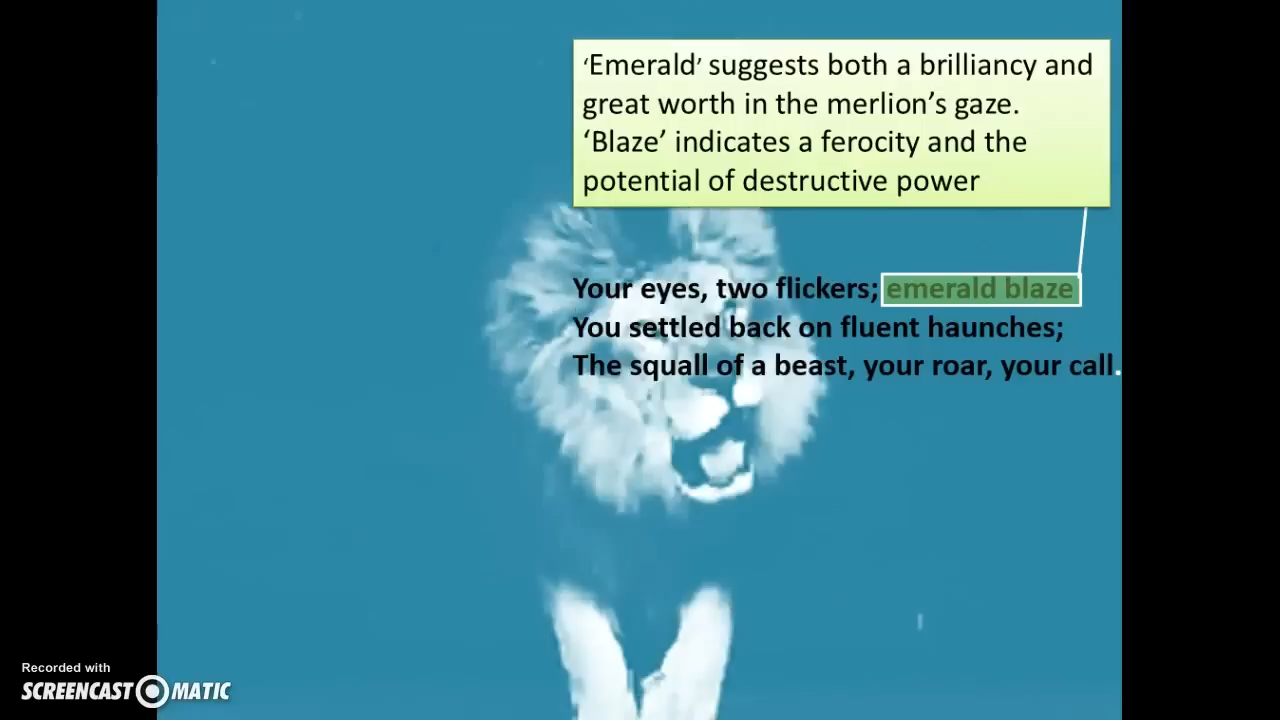 ‘Emerald’ suggests both a brilliancy and
great worth in the merlion’s gaze.
‘Blaze’ indicates a ferocity and the
potential of destructive power
Your eyes, two flickers; emerald blaze
You settled back on fluent haunches;
The squall of a beast, your roar, your call.
Recorded with
SCREENCAST O MATIC